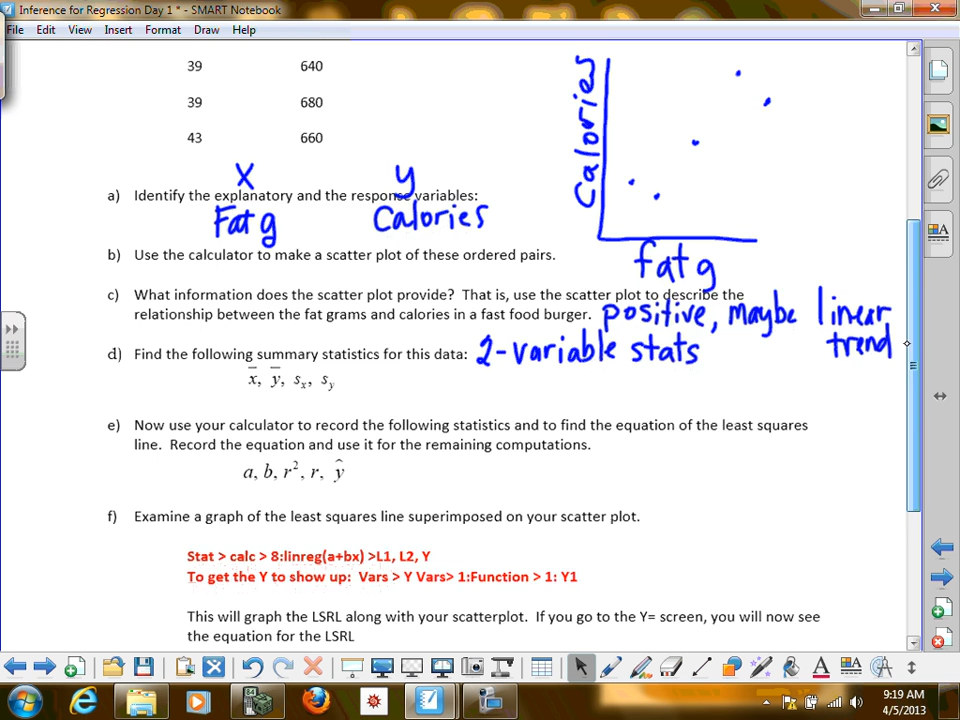 Inference for Regression Day 1 * - SMART Notebook
File Edit View Insert Format Draw Help
39 640
39 680
43 660
Calories
fat g
X y
a) Identify the explanatory and the response variables:
Fat g Calories
b) Use the calculator to make a scatter plot of these ordered pairs.
c) What information does the scatter plot provide? That is, use the scatter plot to describe the
relationship between the fat grams and calories in a fast food burger. positive, maybe linear
trend
d) Find the following summary statistics for this data: 2-variable stats
x̄, ȳ, sₓ, s_y
e) Now use your calculator to record the following statistics and to find the equation of the least squares
line. Record the equation and use it for the remaining computations.
a, b, r², r, ŷ
f) Examine a graph of the least squares line superimposed on your scatter plot.
Stat > calc > 8:linreg(a+bx) >L1, L2, Y
To get the Y to show up: Vars > Y Vars> 1:Function > 1: Y1
This will graph the LSRL along with your scatterplot. If you go to the Y= screen, you will now see
the equation for the LSRL
9:19 AM
4/5/2013